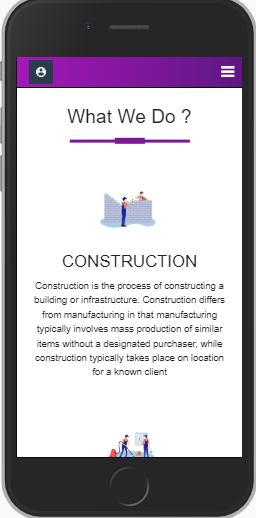 What We Do ?
CONSTRUCTION
Construction is the process of constructing a
building or infrastructure. Construction differs
from manufacturing in that manufacturing
typically involves mass production of similar
items without a designated purchaser, while
construction typically takes place on location
for a known client